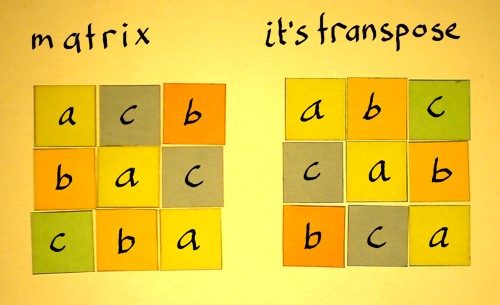 matrix
it's transpose
a c b
b a c
c b a
a b c
c a b
b c a